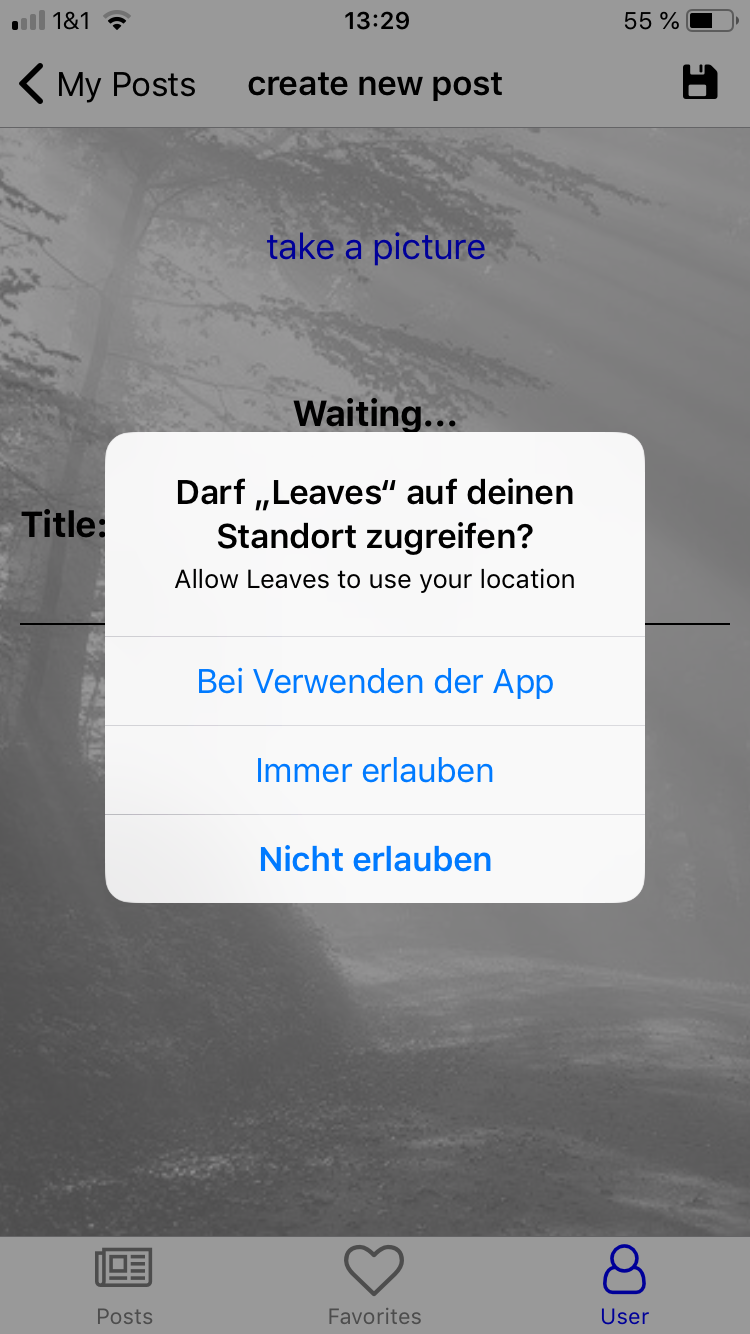 1&1
13:29
55 %
My Posts
create new post
take a picture
Waiting...
Title:
Darf „Leaves“ auf deinen
Standort zugreifen?
Allow Leaves to use your location
Bei Verwenden der App
Immer erlauben
Nicht erlauben
Posts
Favorites
User